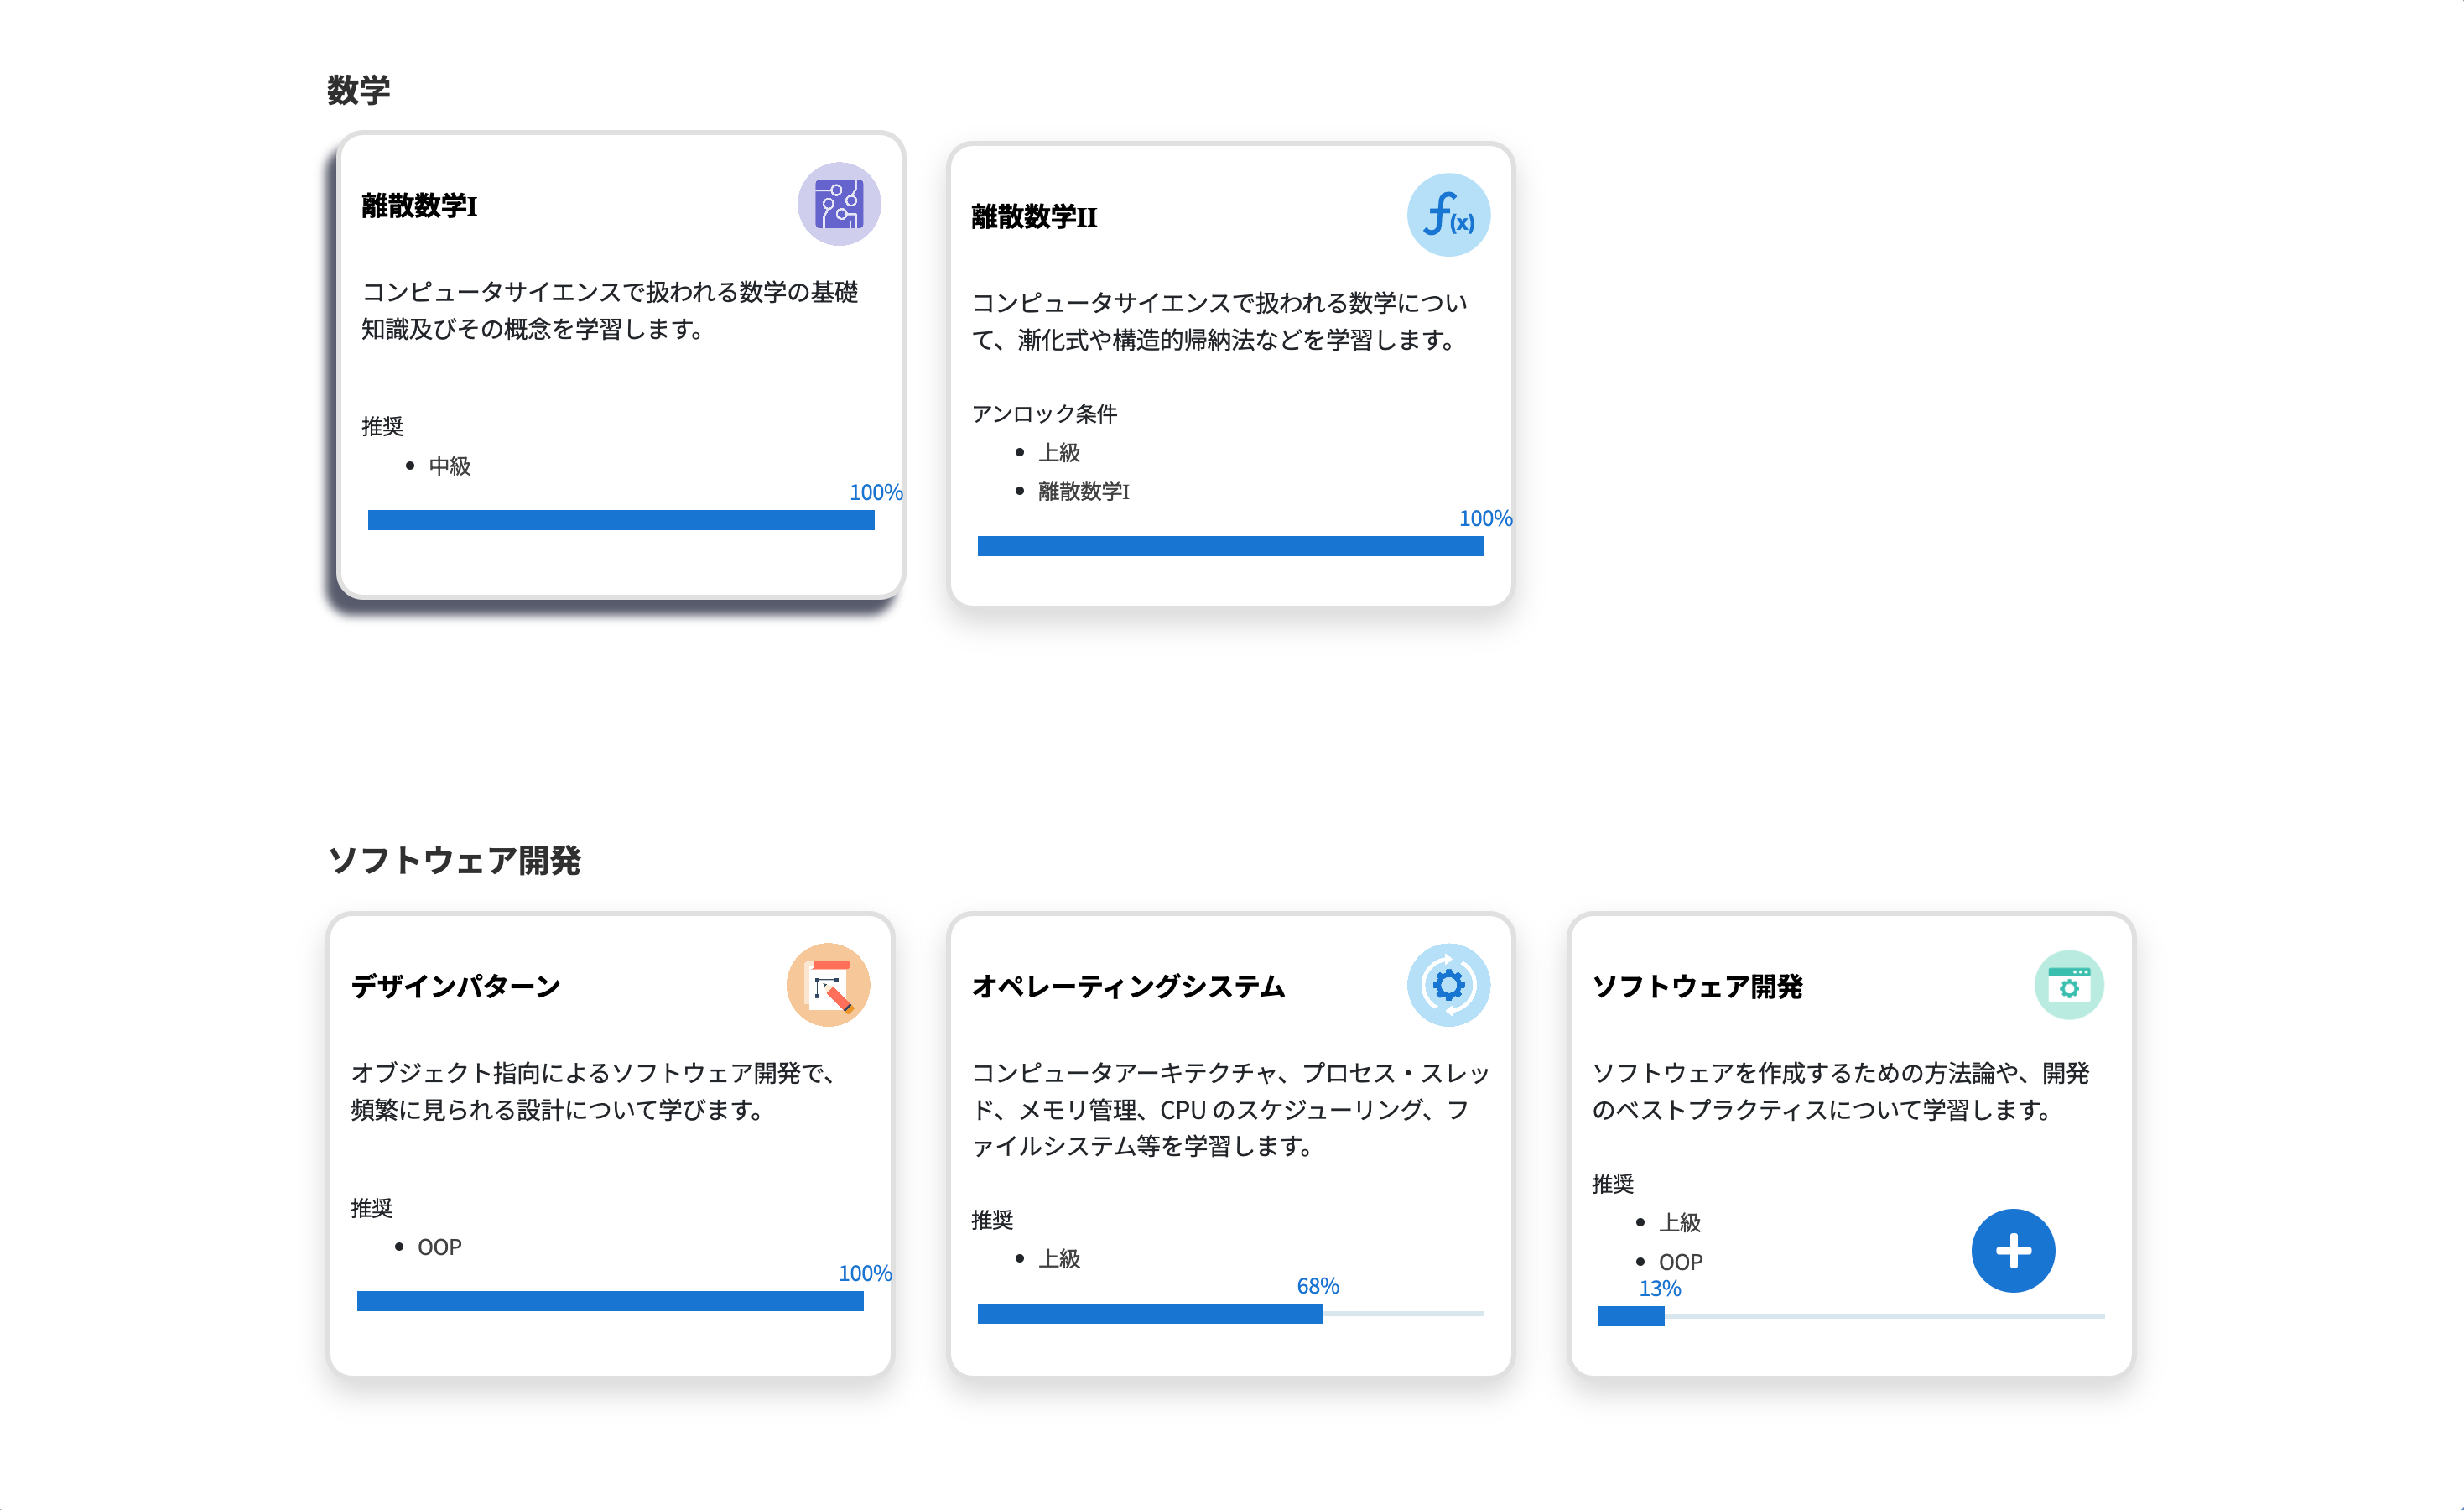 数学
離散数学I
コンピュータサイエンスで扱われる数学の基礎
知識及びその概念を学習します。
推奨
• 中級
100%
離散数学II
f(x)
コンピュータサイエンスで扱われる数学につい
て、漸化式や構造的帰納法などを学習します。
アンロック条件
• 上級
• 離散数学I
100%
ソフトウェア開発
デザインパターン
オブジェクト指向によるソフトウェア開発で、
頻繁に見られる設計について学びます。
推奨
• OOP
100%
オペレーティングシステム
コンピュータアーキテクチャ、プロセス・スレッ
ド、メモリ管理、CPU のスケジューリング、フ
ァイルシステム等を学習します。
推奨
• 上級
68%
ソフトウェア開発
ソフトウェアを作成するための方法論や、開発
のベストプラクティスについて学習します。
推奨
• 上級
• OOP
13%